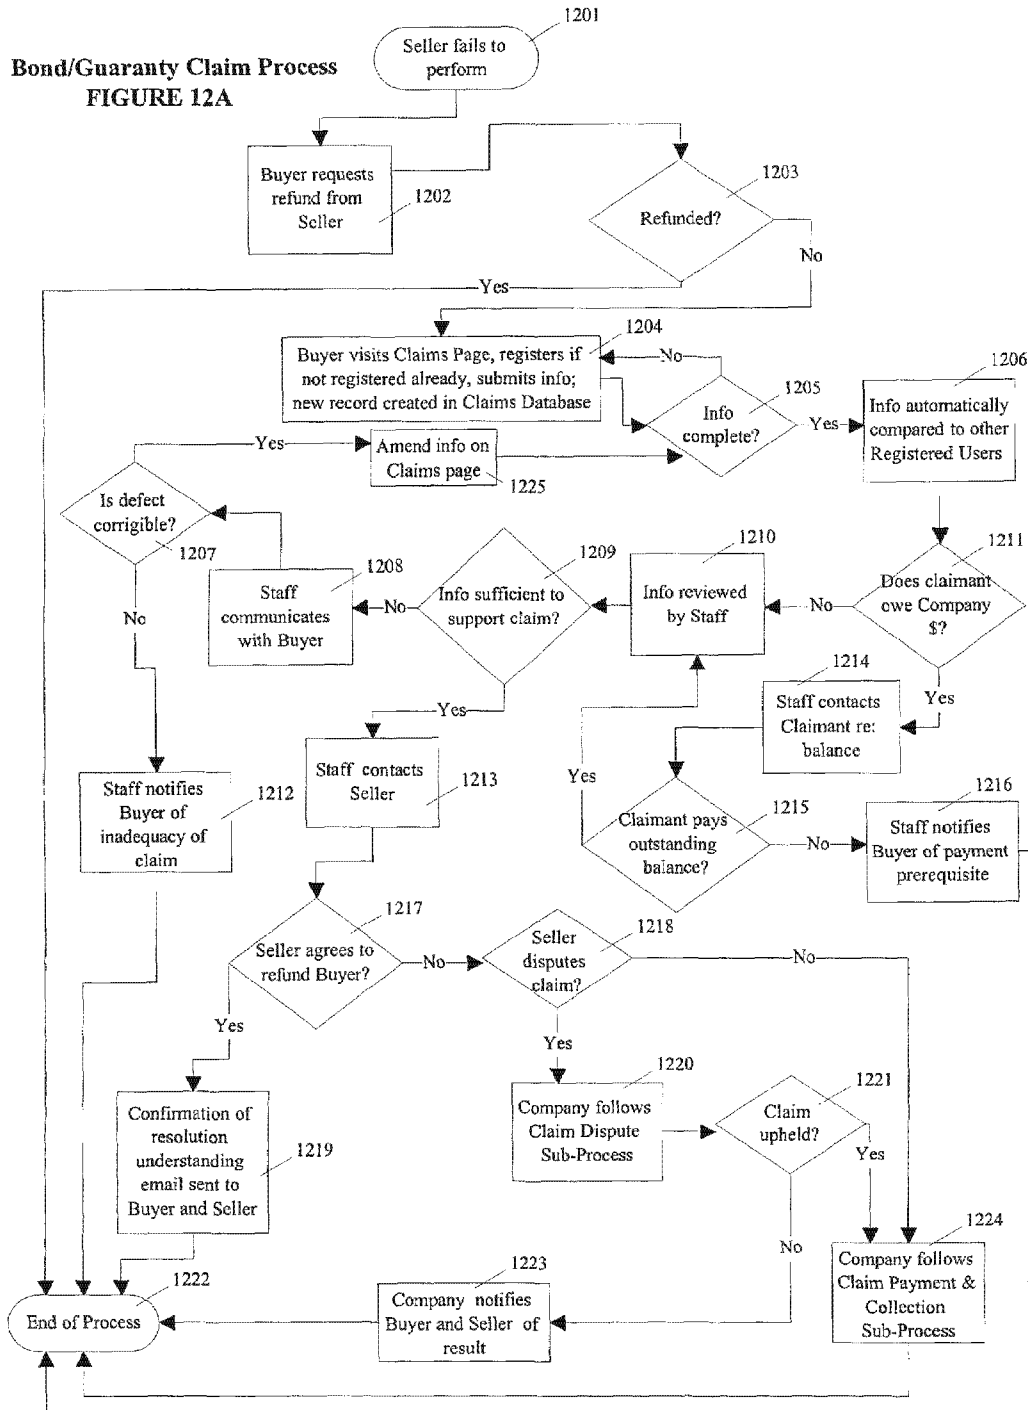 1201
Seller fails to
perform
Bond/Guaranty Claim Process
FIGURE 12A
Buyer requests
refund from
Seller
1202
1203
Refunded?
No
Yes
1204
Buyer visits Claims Page, registers if
not registered already, submits info;
new record created in Claims Database
No
1205
Info
complete?
Yes
1206
Info automatically
compared to other
Registered Users
Yes
Amend info on
Claims page
1225
Is defect
corrigible?
1207
No
1208
Staff
communicates
with Buyer
No
1209
Info sufficient to
support claim?
1210
Info reviewed
by Staff
No
1211
Does claimant
owe Company
$?
Yes
1214
Staff contacts
Claimant re:
balance
Yes
Staff contacts
Seller
1213
Staff notifies
Buyer of
inadequacy of
claim
1212
Yes
Claimant pays
outstanding
balance?
1215
No
1216
Staff notifies
Buyer of payment
prerequisite
1217
Seller agrees to
refund Buyer?
No
1218
Seller
disputes
claim?
No
Yes
Yes
1220
Company follows
Claim Dispute
Sub-Process
1221
Claim
upheld?
Yes
No
Confirmation of
resolution
understanding
email sent to
Buyer and Seller
1219
1224
Company follows
Claim Payment &
Collection
Sub-Process
1223
Company notifies
Buyer and Seller of
result
1222
End of Process